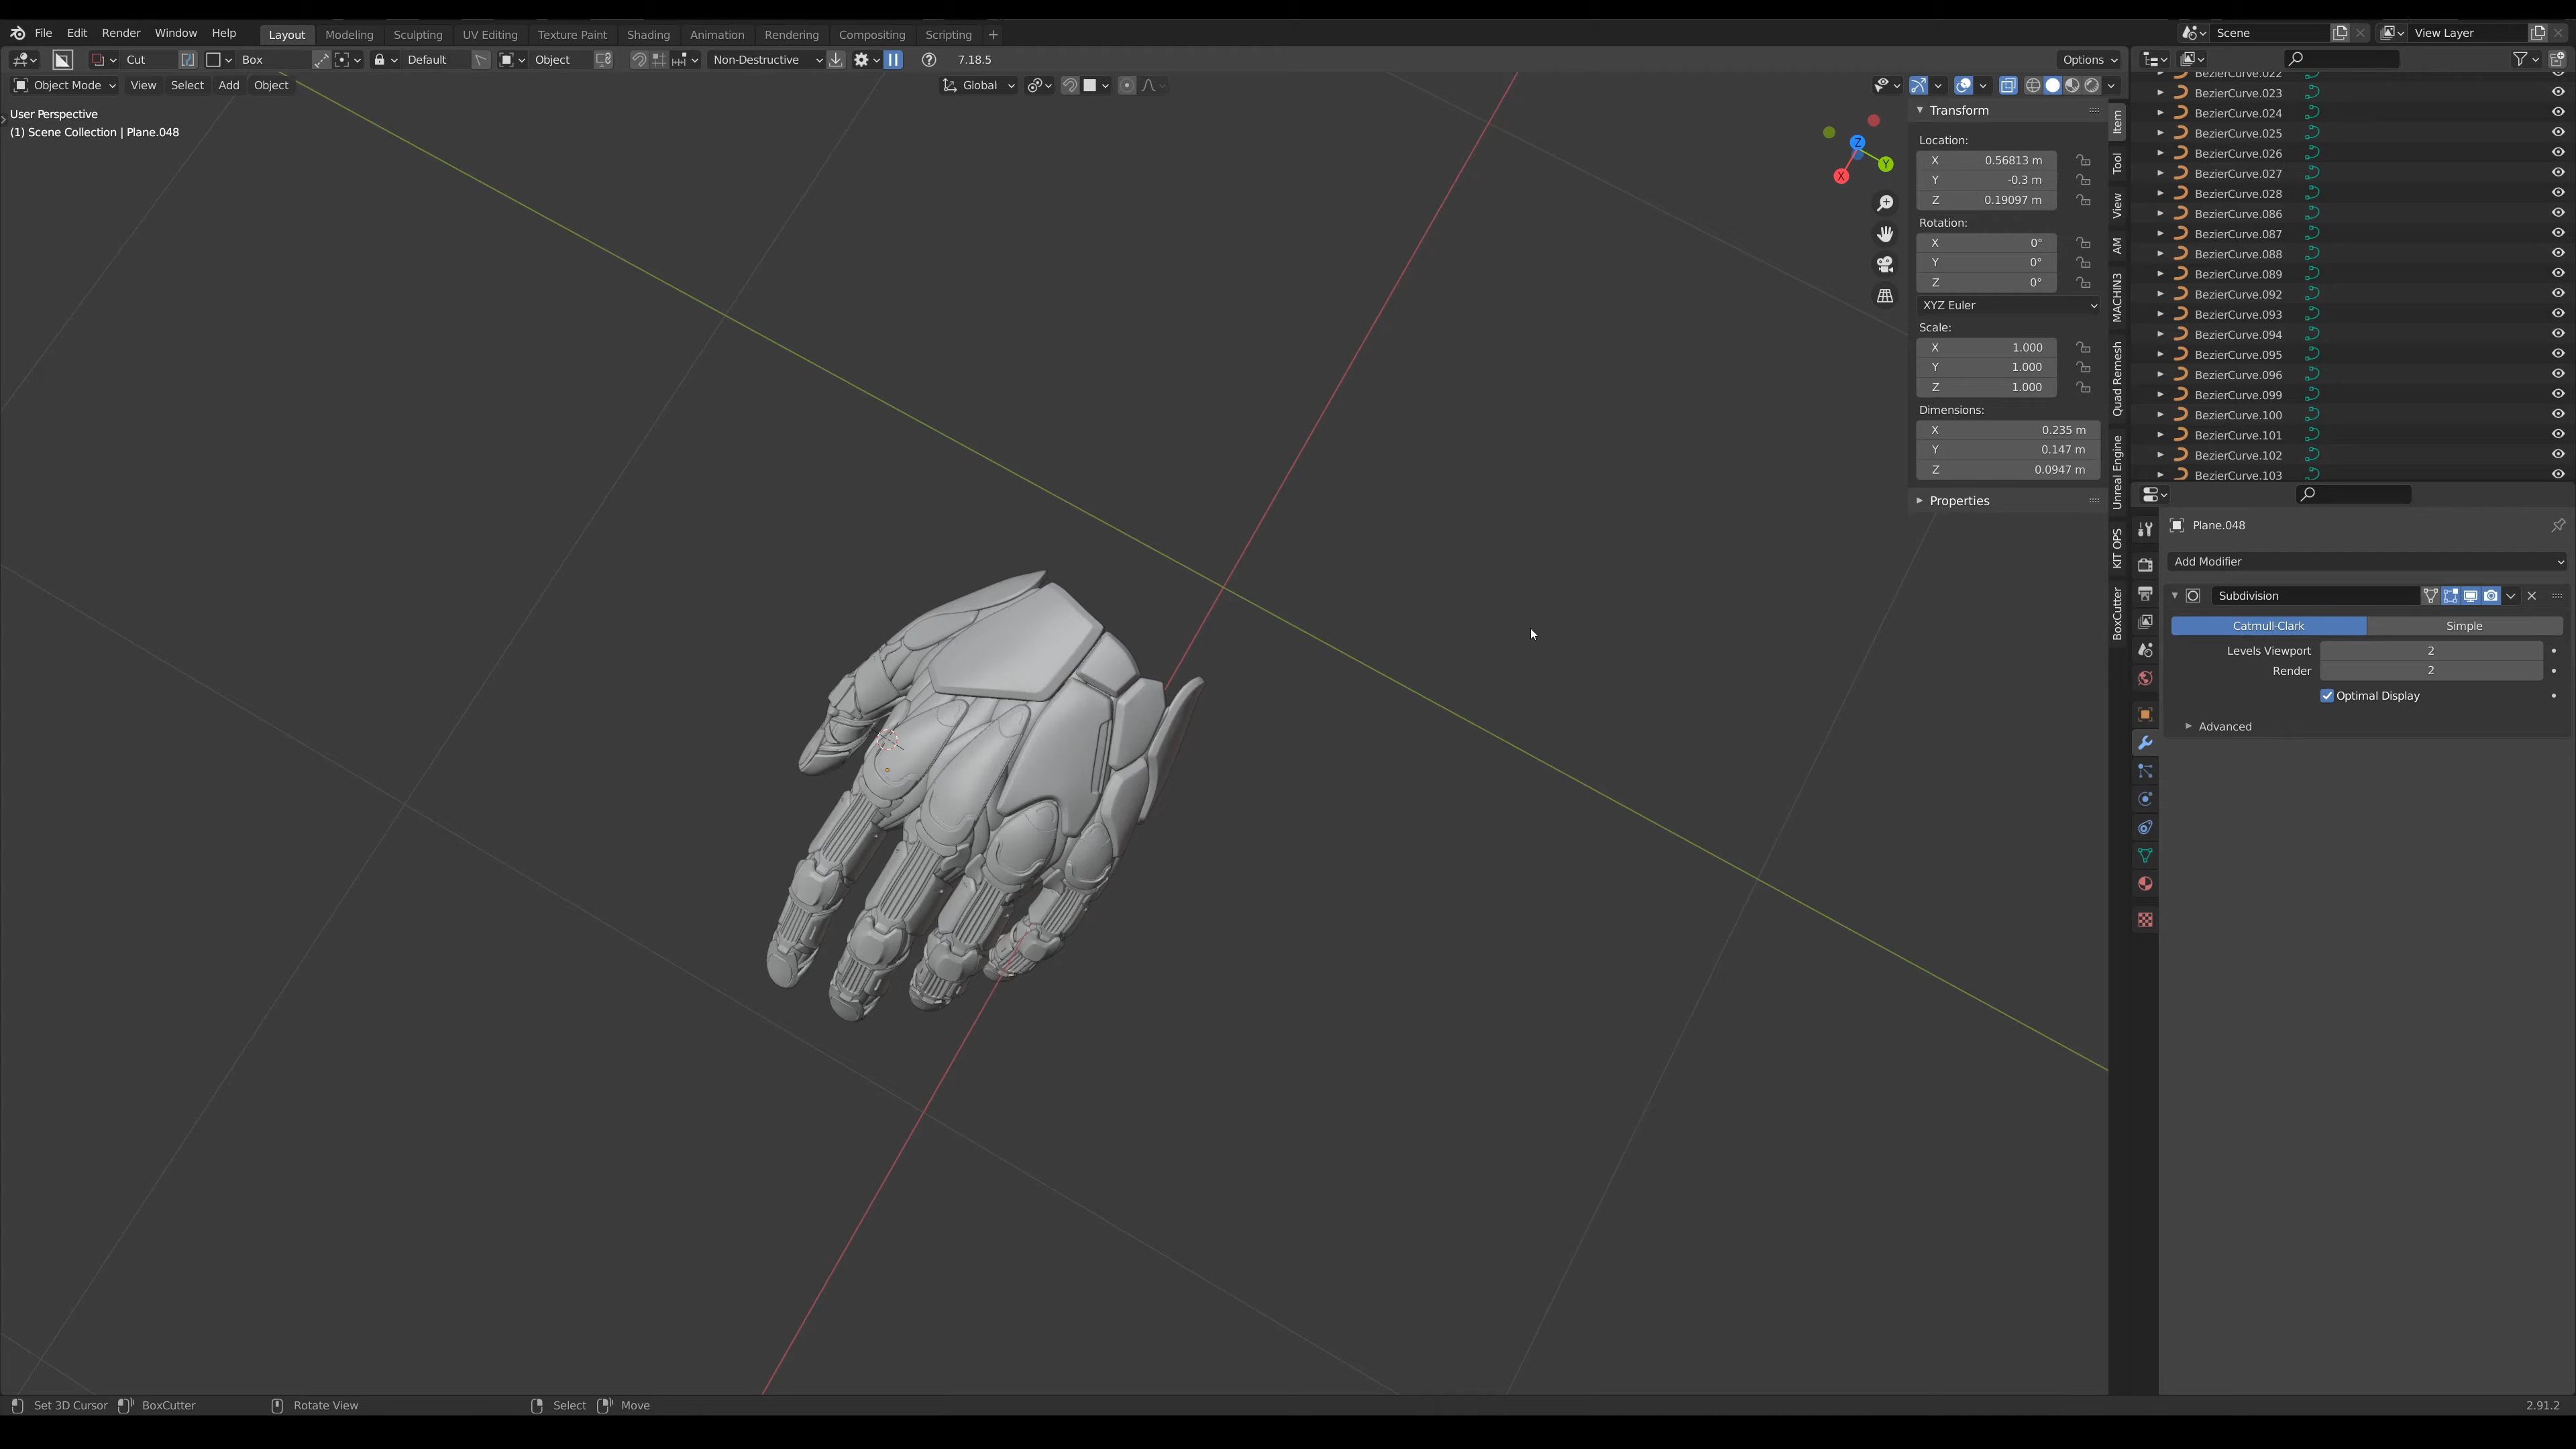 File Edit Render Window Help Layout Modeling Sculpting UV Editing Texture Paint Shading Animation Rendering Compositing Scripting + Scene View Layer
Cut Box Default Object Non-Destructive 7.18.5 Options
Object Mode View Select Add Object Global
User Perspective
(1) Scene Collection | Plane.048
Z
Y
X
Transform
Location:
X 0.56813 m
Y -0.3 m
Z 0.19097 m
Rotation:
X 0°
Y 0°
Z 0°
XYZ Euler
Scale:
X 1.000
Y 1.000
Z 1.000
Dimensions:
X 0.235 m
Y 0.147 m
Z 0.0947 m
Properties
Item
Tool
View
AM
MACHIN3
Quad Remesh
Unreal Engine
KIT OPS
BoxCutter
BezierCurve.022
BezierCurve.023
BezierCurve.024
BezierCurve.025
BezierCurve.026
BezierCurve.027
BezierCurve.028
BezierCurve.086
BezierCurve.087
BezierCurve.088
BezierCurve.089
BezierCurve.092
BezierCurve.093
BezierCurve.094
BezierCurve.095
BezierCurve.096
BezierCurve.099
BezierCurve.100
BezierCurve.101
BezierCurve.102
BezierCurve.103
Plane.048
Add Modifier
Subdivision
Catmull-Clark Simple
Levels Viewport 2
Render 2
Optimal Display
Advanced
Set 3D Cursor BoxCutter Rotate View Select Move 2.91.2